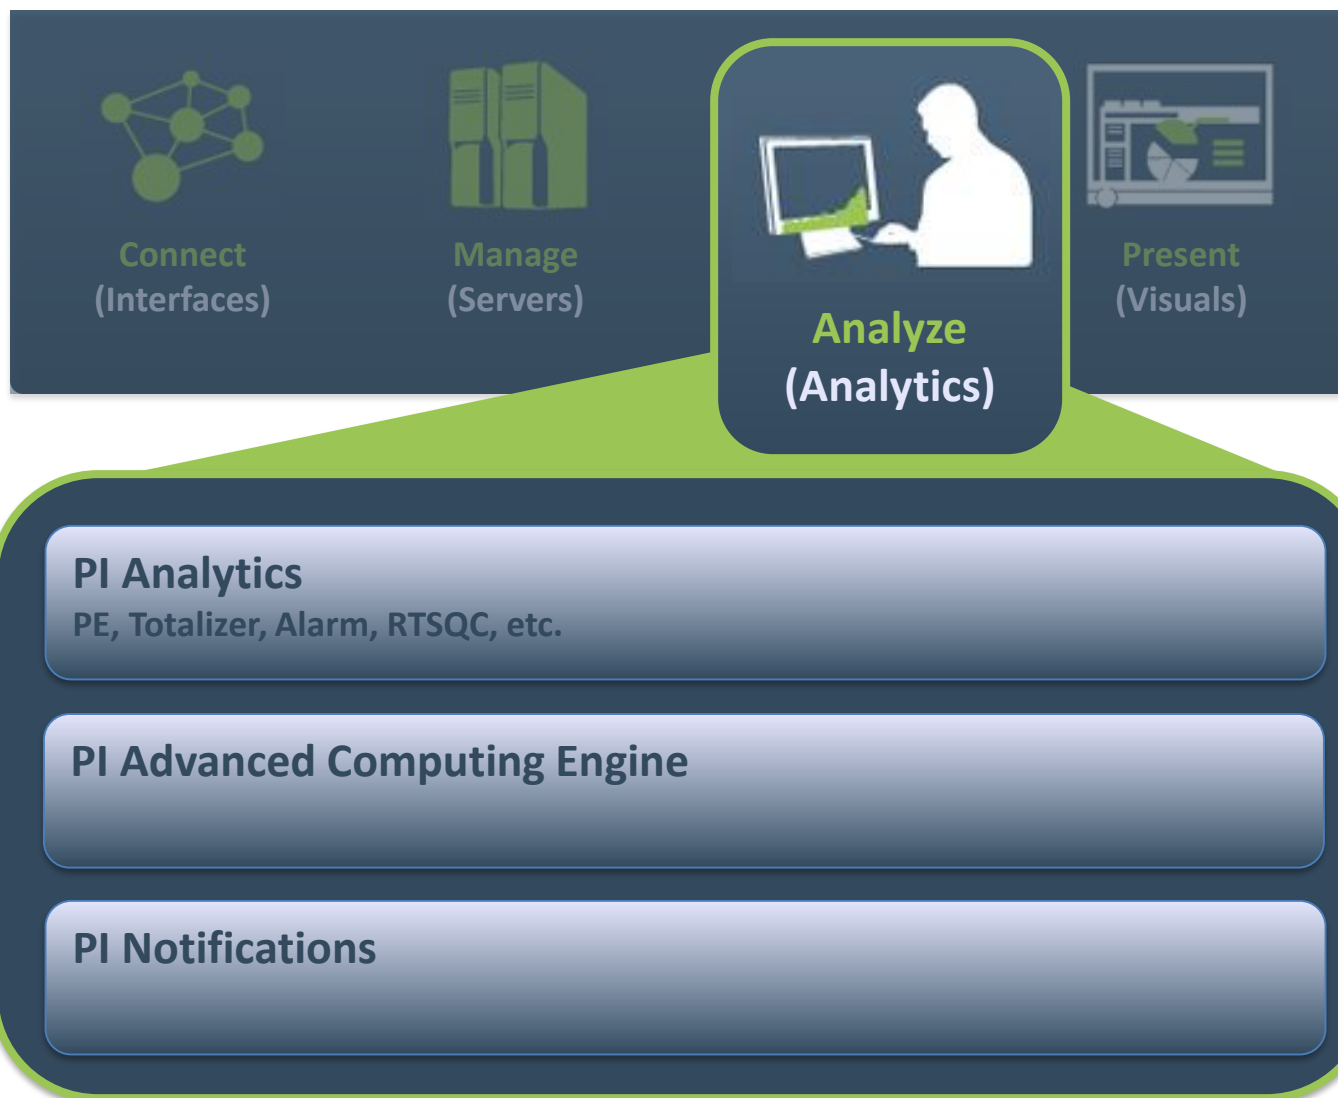 Connect
(Interfaces)
Manage
(Servers)
Analyze
(Analytics)
Present
(Visuals)
PI Analytics
PE, Totalizer, Alarm, RTSQC, etc.
PI Advanced Computing Engine
PI Notifications